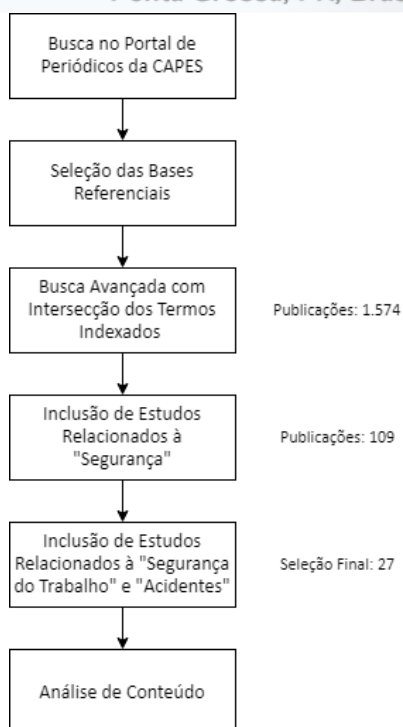 Busca no Portal de
Periódicos da CAPES
Seleção das Bases
Referenciais
Busca Avançada com
Intersecção dos Termos
Indexados
Publicações: 1.574
Inclusão de Estudos
Relacionados à
"Segurança"
Publicações: 109
Inclusão de Estudos
Relacionados à "Segurança
do Trabalho" e "Acidentes"
Seleção Final: 27
Análise de Conteúdo